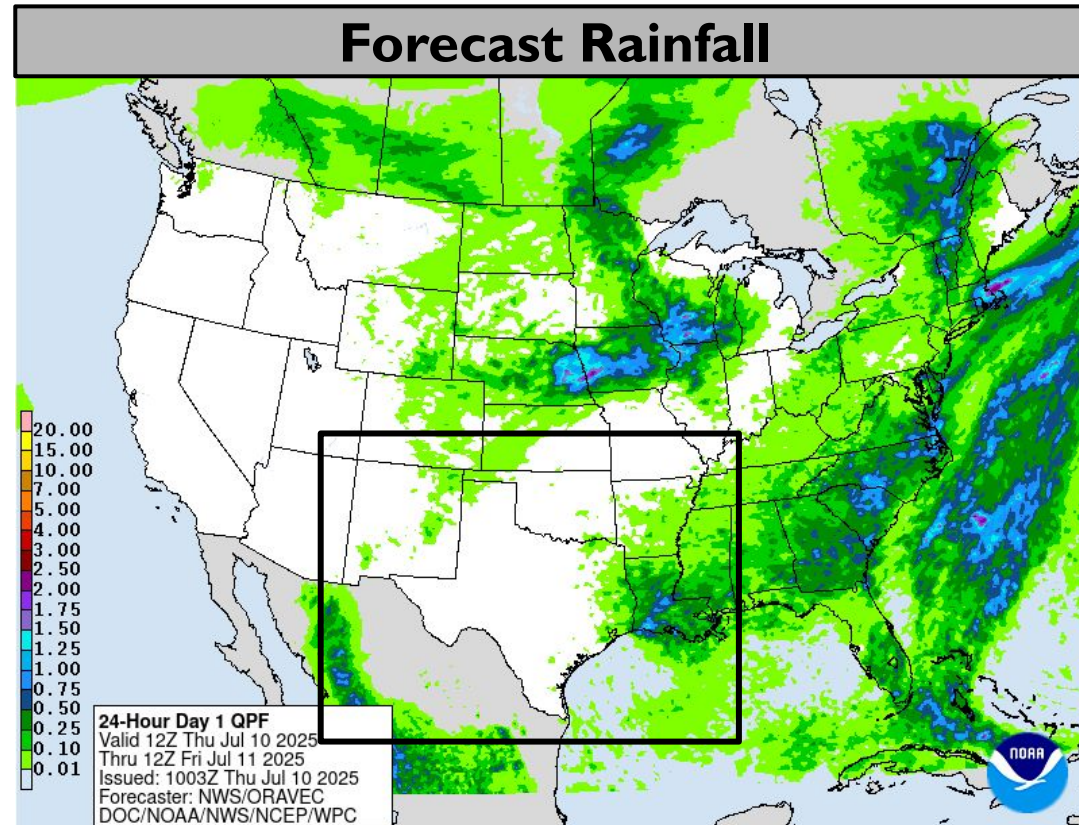 Forecast Rainfall
20.00
15.00
10.00
7.00
5.00
4.00
3.00
2.50
2.00
1.75
1.50
1.25
1.00
0.75
0.50
0.25
0.10
0.01
24-Hour Day 1 QPF
Valid 12Z Thu Jul 10 2025
Thru 12Z Fri Jul 11 2025
Issued: 1003Z Thu Jul 10 2025
Forecaster: NWS/ORAVEC
DOC/NOAA/NWS/NCEP/WPC
NOAA